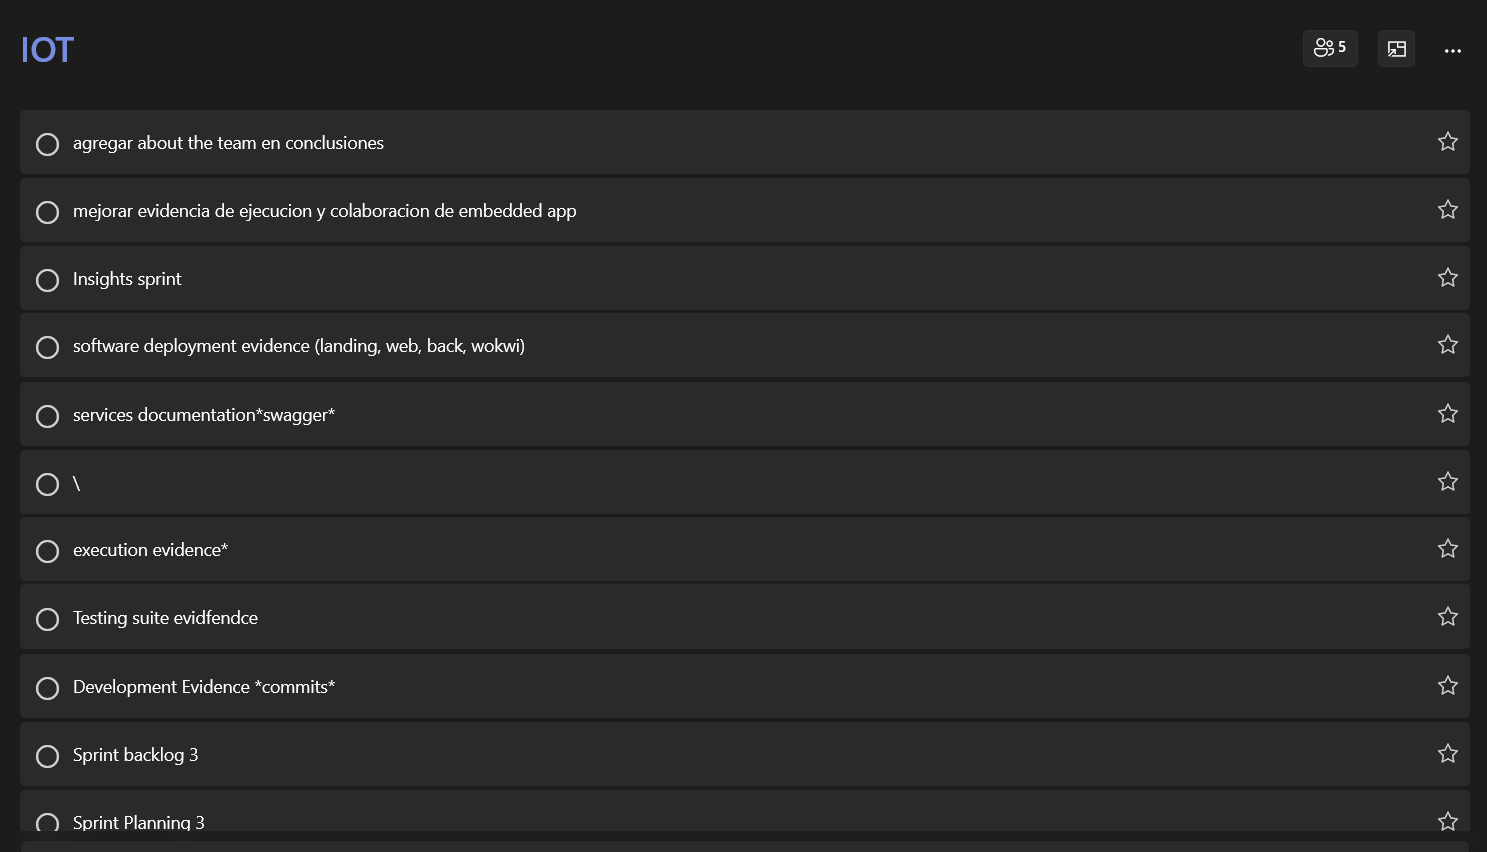 IOT
5
agregar about the team en conclusiones
mejorar evidencia de ejecucion y colaboracion de embedded app
Insights sprint
software deployment evidence (landing, web, back, wokwi)
services documentation*swagger*
\
execution evidence*
Testing suite evidfendce
Development Evidence *commits*
Sprint backlog 3
Sprint Planning 3